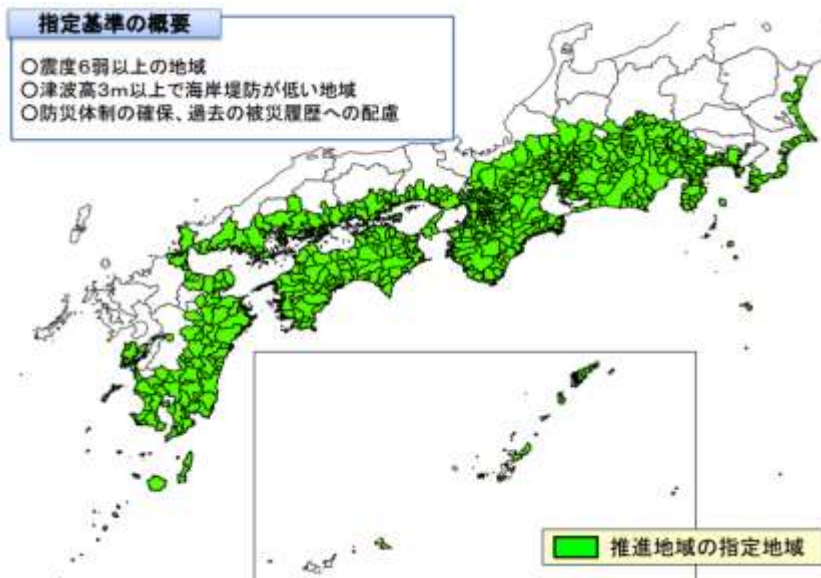 指定基準の概要
○震度6弱以上の地域
○津波高3m以上で海岸堤防が低い地域
○防災体制の確保、過去の被災履歴への配慮
推進地域の指定地域